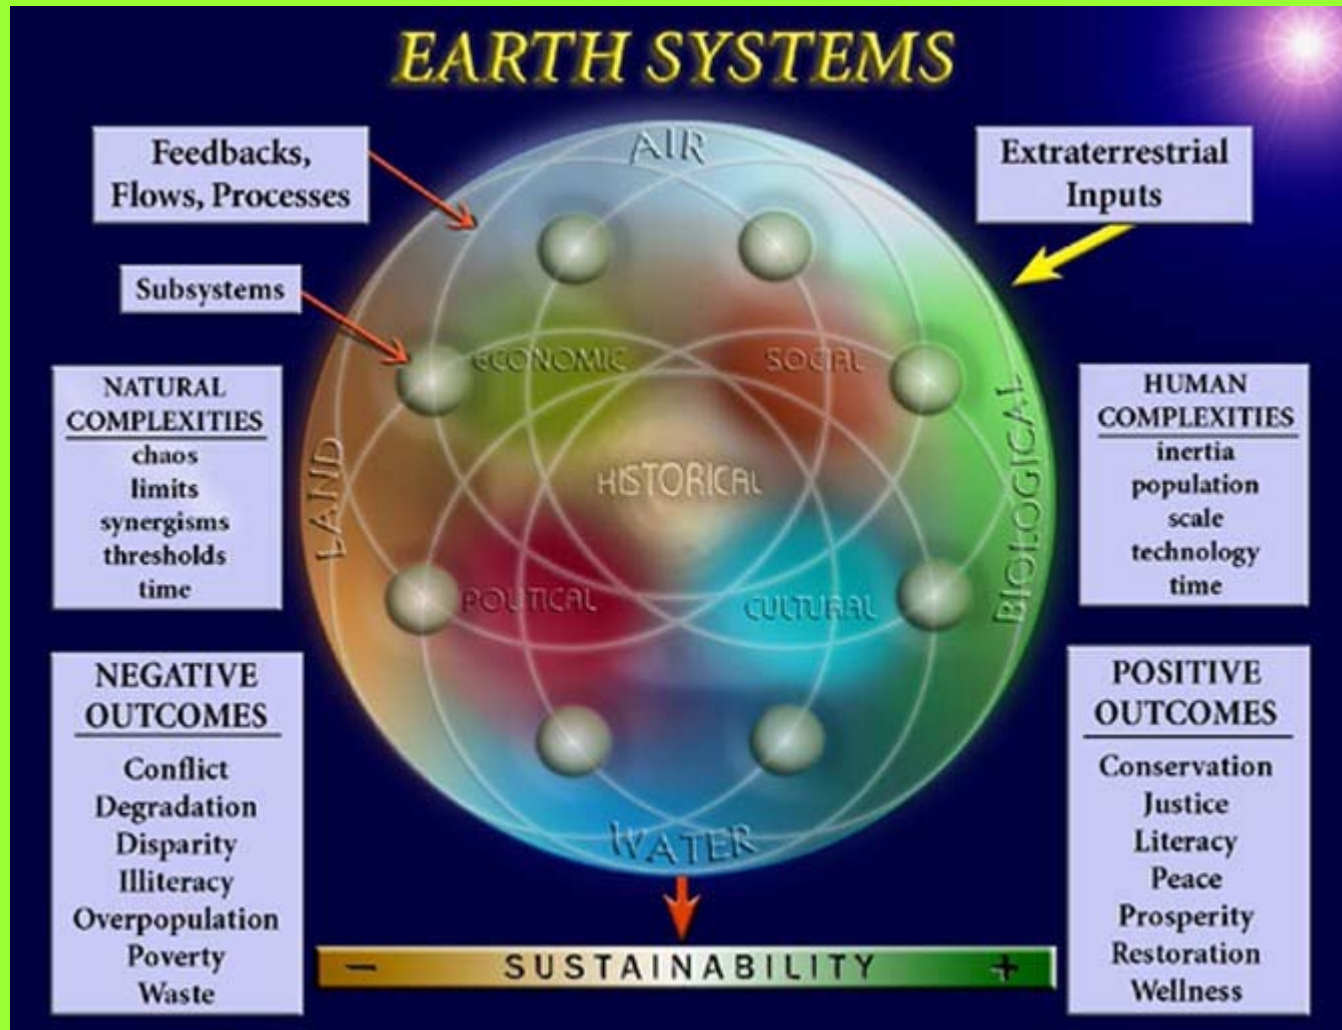 EARTH SYSTEMS
Feedbacks,
Flows, Processes
Subsystems
Extraterrestrial
Inputs
AIR
ECONOMIC
SOCIAL
HISTORICAL
LAND
BIOLOGICAL
POLITICAL
CULTURAL
WATER
NATURAL
COMPLEXITIES
chaos
limits
synergisms
thresholds
time
HUMAN
COMPLEXITIES
inertia
population
scale
technology
time
NEGATIVE
OUTCOMES
Conflict
Degradation
Disparity
Illiteracy
Overpopulation
Poverty
Waste
POSITIVE
OUTCOMES
Conservation
Justice
Literacy
Peace
Prosperity
Restoration
Wellness
– SUSTAINABILITY +